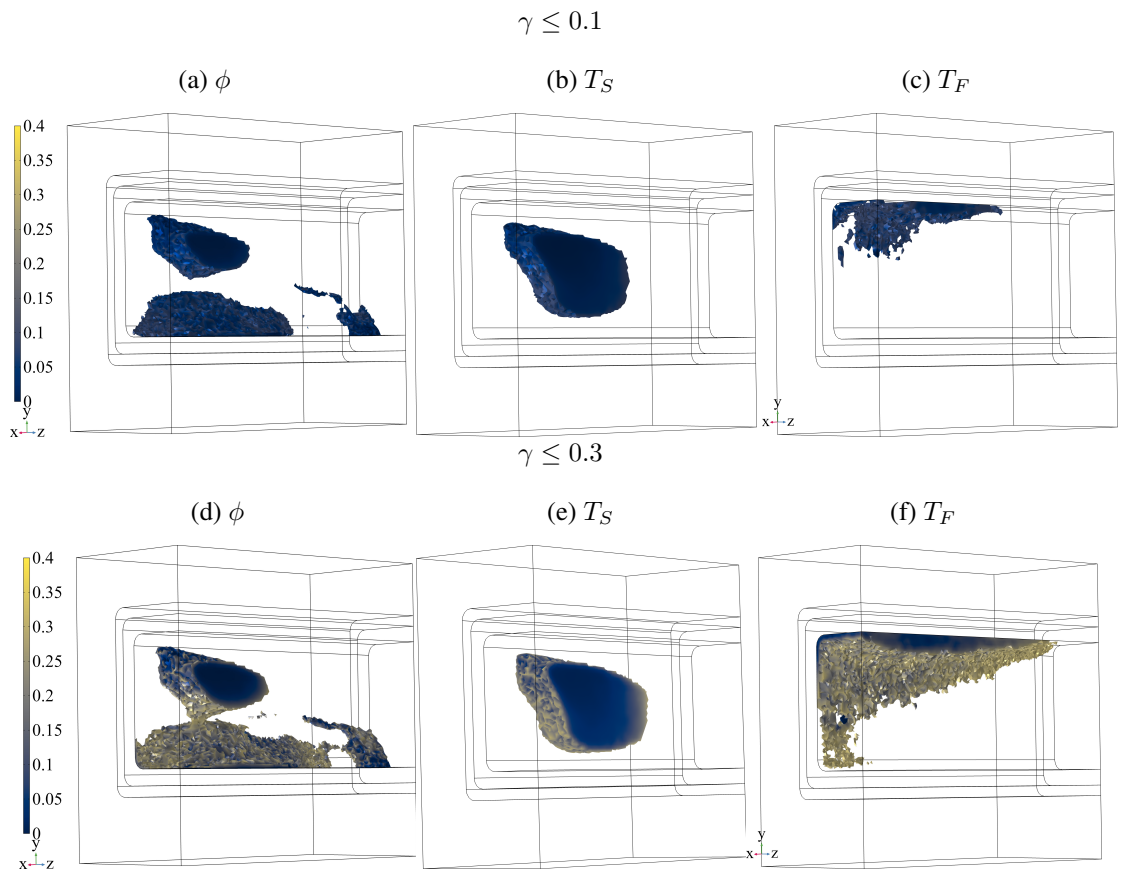 γ ≤ 0.1
(a) ϕ (b) T_S (c) T_F
0.4
0.35
0.3
0.25
0.2
0.15
0.1
0.05
0
y
x z
y
x z
γ ≤ 0.3
(d) ϕ (e) T_S (f) T_F
0.4
0.35
0.3
0.25
0.2
0.15
0.1
0.05
0
y
x z
y
x z